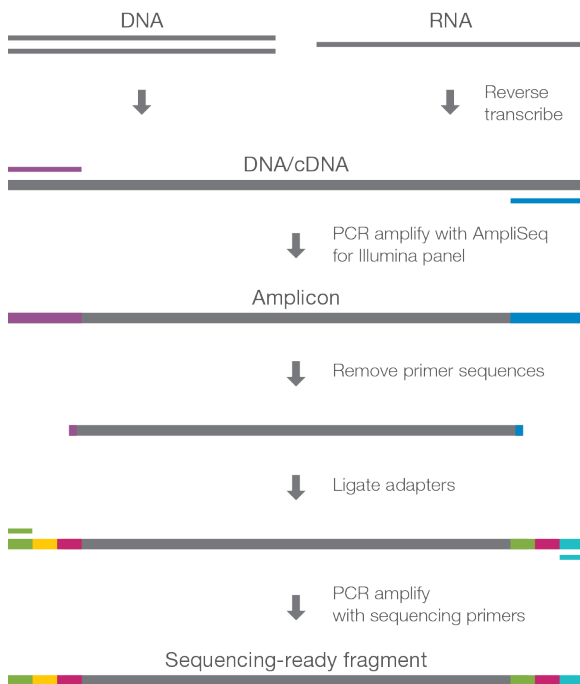 DNA
RNA
Reverse
transcribe
DNA/cDNA
PCR amplify with AmpliSeq
for Illumina panel
Amplicon
Remove primer sequences
Ligate adapters
PCR amplify
with sequencing primers
Sequencing-ready fragment